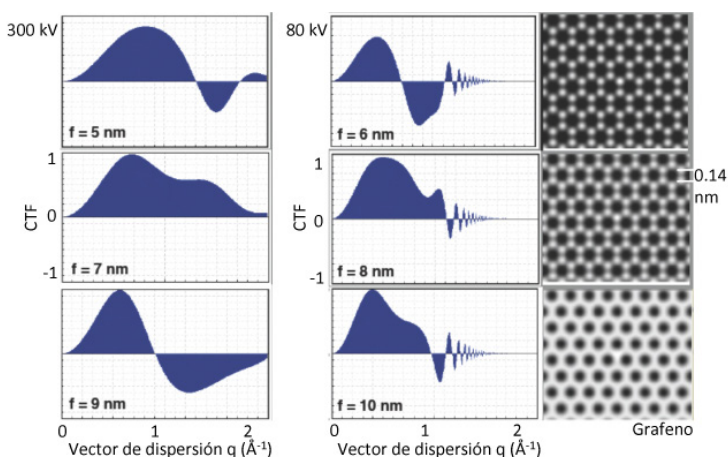 300 kV
f = 5 nm
80 kV
f = 6 nm
1
0
-1
CTF
f = 7 nm
1
0
-1
CTF
f = 8 nm
0.14
nm
f = 9 nm
f = 10 nm
Grafeno
0 1 2
Vector de dispersión q (Å-1)
0 1 2
Vector de dispersión q (Å-1)